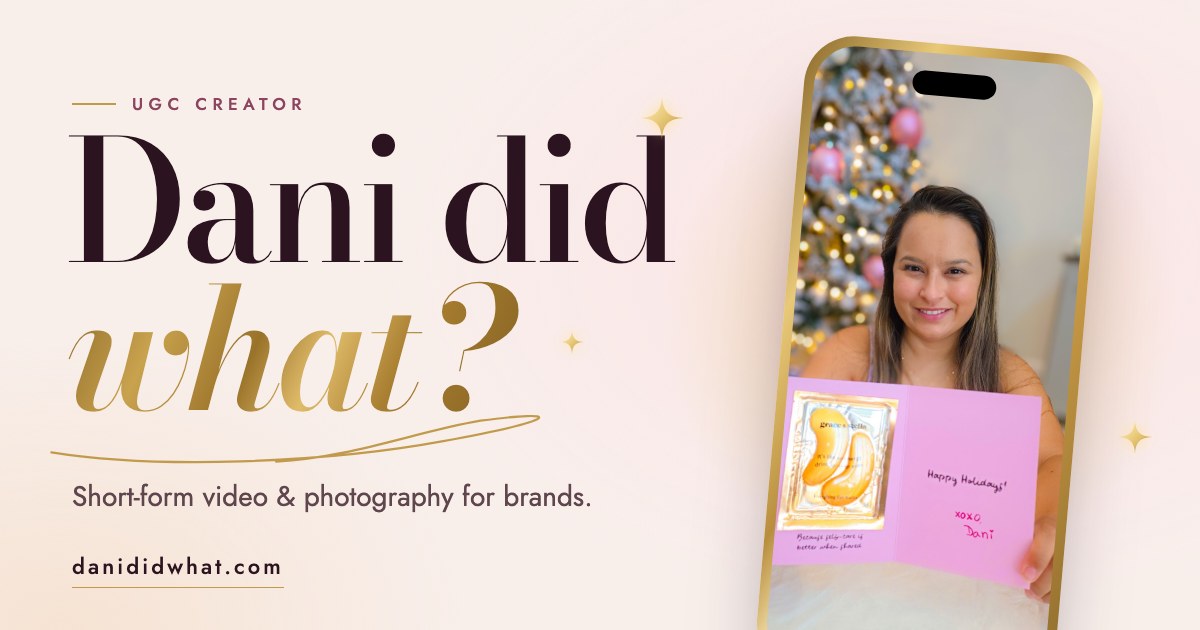 UGC CREATOR
Dani did
what?
Short-form video & photography for brands.
danididwhat.com
Happy Holidays!
xoxo
Dani
Because self-care is
better when shared